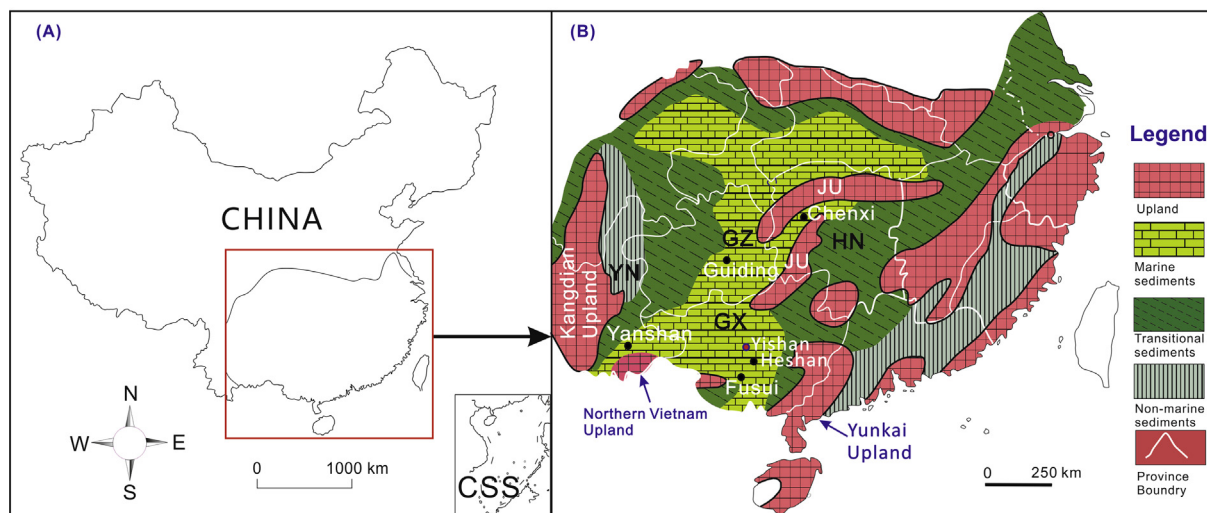 (A)
CHINA
N
W
E
S
0
1000 km
CSS
(B)
JU
Chenxi
GZ
HN
Guiding
JU
YN
Kangdian
Upland
GX
Yanshan
Yishan
Heshan
Fusui
Northern Vietnam
Upland
Yunkai
Upland
0
250 km
Legend
Upland
Marine
sediments
Transitional
sediments
Non-marine
sediments
Province
Boundry